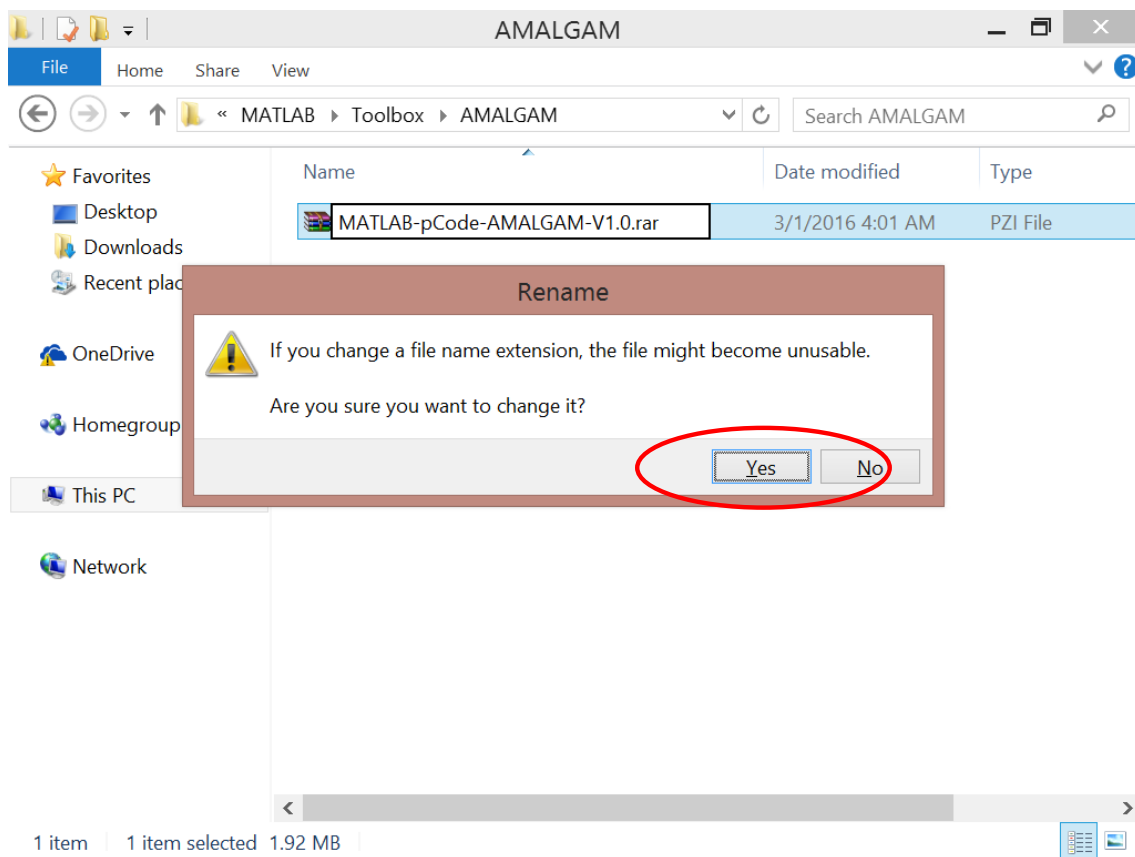 AMALGAM
File Home Share View
« MATLAB Toolbox AMALGAM Search AMALGAM
Name Date modified Type
Favorites
Desktop
Downloads
Recent plac
OneDrive
Homegroup
This PC
Network
MATLAB-pCode-AMALGAM-V1.0.rar 3/1/2016 4:01 AM PZI File
Rename
If you change a file name extension, the file might become unusable.
Are you sure you want to change it?
Yes No
1 item 1 item selected 1.92 MB